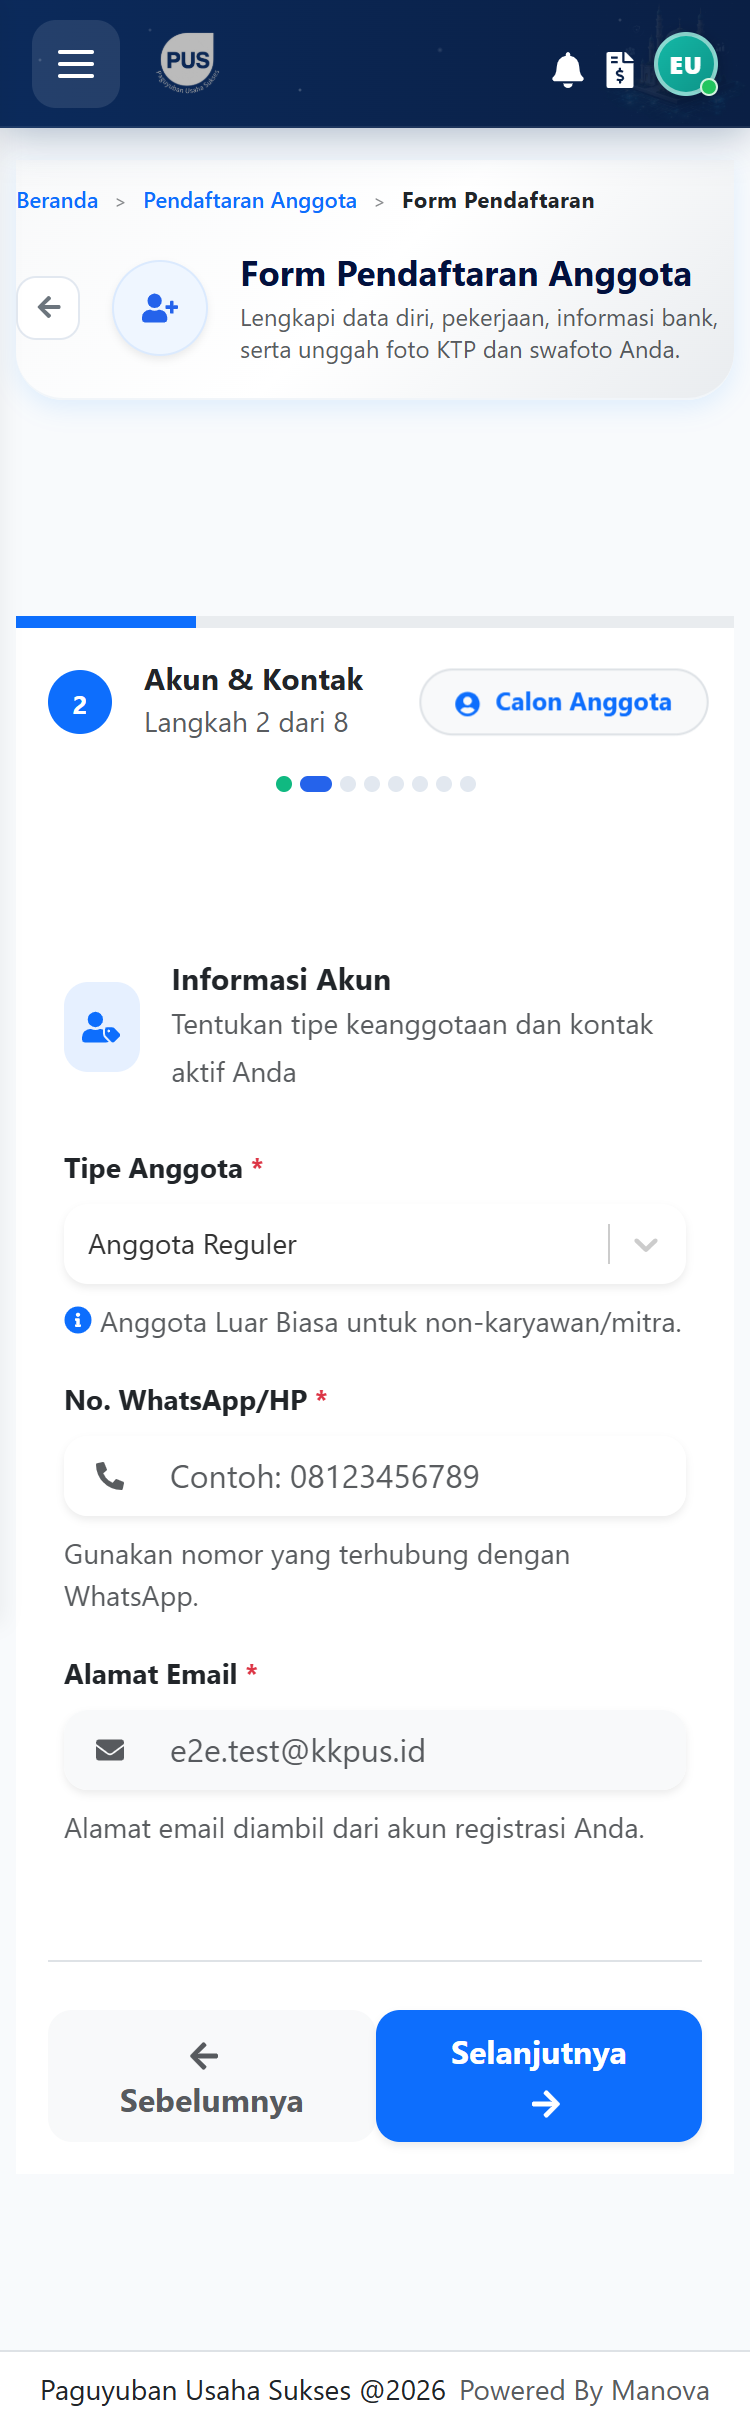 PUS
Paguyuban Usaha Sukses
EU
Beranda > Pendaftaran Anggota > Form Pendaftaran
Form Pendaftaran Anggota
Lengkapi data diri, pekerjaan, informasi bank,
serta unggah foto KTP dan swafoto Anda.
2
Akun & Kontak
Langkah 2 dari 8
Calon Anggota
Informasi Akun
Tentukan tipe keanggotaan dan kontak
aktif Anda
Tipe Anggota *
Anggota Reguler
Anggota Luar Biasa untuk non-karyawan/mitra.
No. WhatsApp/HP *
Contoh: 08123456789
Gunakan nomor yang terhubung dengan
WhatsApp.
Alamat Email *
e2e.test@kkpus.id
Alamat email diambil dari akun registrasi Anda.
Sebelumnya
Selanjutnya
Paguyuban Usaha Sukses @2026 Powered By Manova